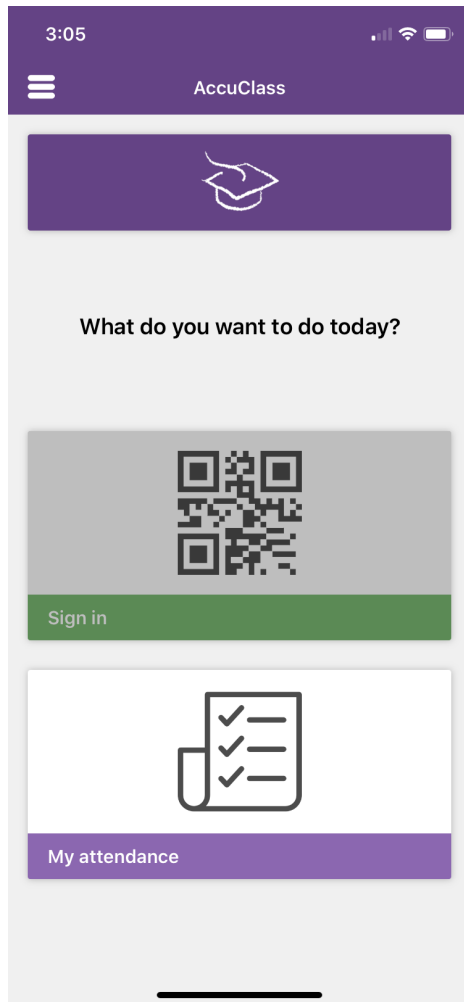 3:05
AccuClass
What do you want to do today?
Sign in
My attendance